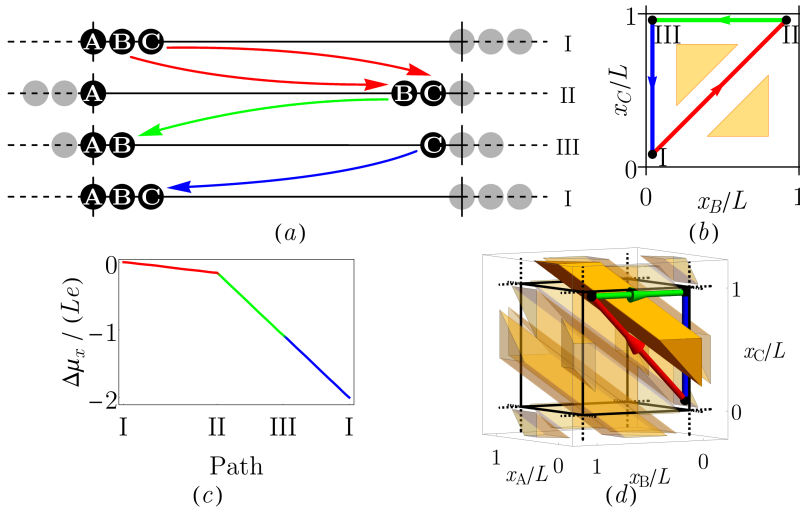 A B C I
A B C II
A B C III
A B C I
(a)
1
III II
x_C/L
I
0
0 x_B/L 1
(b)
0
−1
−2
Δμ_x / (Le)
I II III I
Path
(c)
1
x_C/L
0
1 x_A/L 0 1 x_B/L 0
(d)